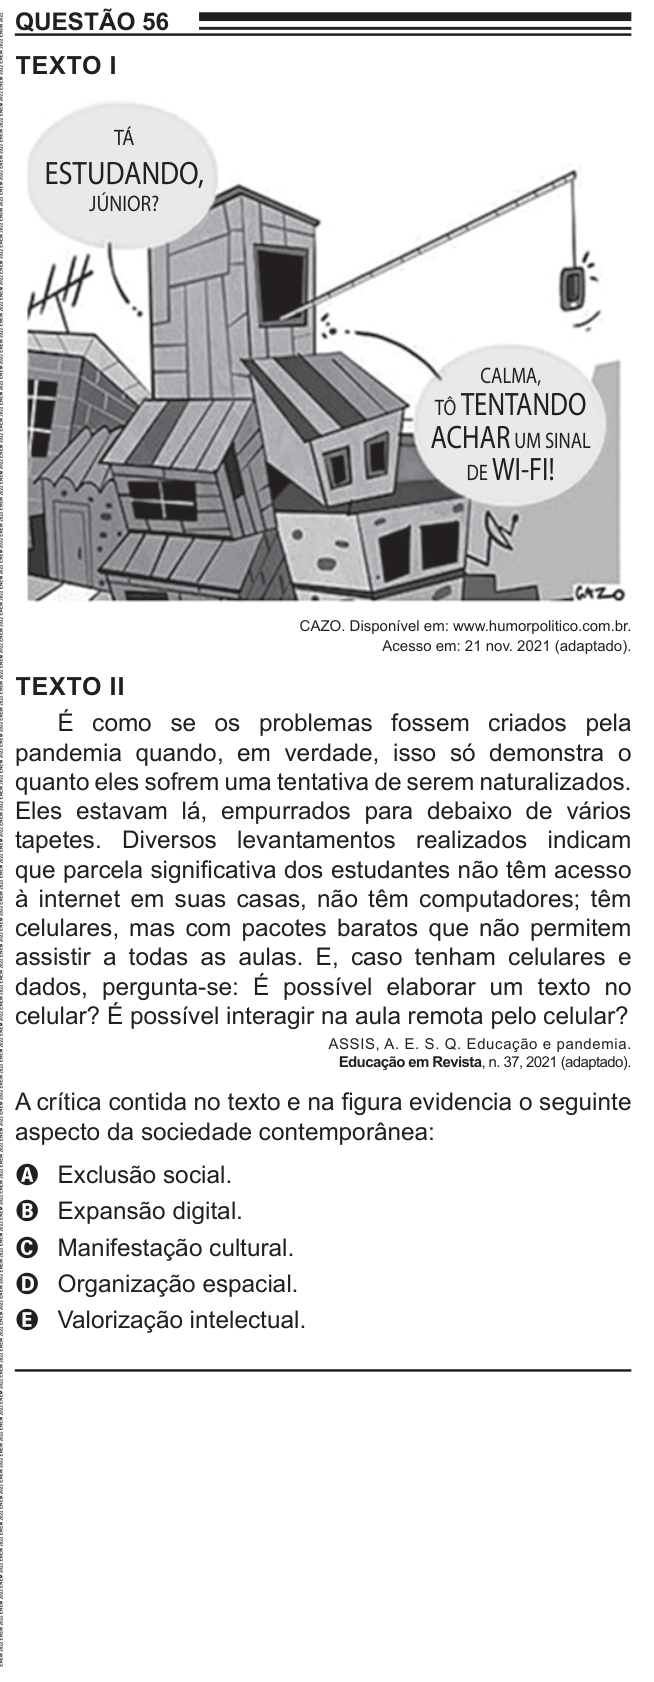 QUESTÃO 56
TEXTO I
TÁ
ESTUDANDO,
JÚNIOR?
CALMA,
TÔ TENTANDO
ACHAR UM SINAL
DE WI-FI!
CAZO
CAZO. Disponível em: www.humorpolitico.com.br.
Acesso em: 21 nov. 2021 (adaptado).
TEXTO II
É como se os problemas fossem criados pela
pandemia quando, em verdade, isso só demonstra o
quanto eles sofrem uma tentativa de serem naturalizados.
Eles estavam lá, empurrados para debaixo de vários
tapetes. Diversos levantamentos realizados indicam
que parcela significativa dos estudantes não têm acesso
à internet em suas casas, não têm computadores; têm
celulares, mas com pacotes baratos que não permitem
assistir a todas as aulas. E, caso tenham celulares e
dados, pergunta-se: É possível elaborar um texto no
celular? É possível interagir na aula remota pelo celular?
ASSIS, A. E. S. Q. Educação e pandemia.
Educação em Revista, n. 37, 2021 (adaptado).
A crítica contida no texto e na figura evidencia o seguinte
aspecto da sociedade contemporânea:
A Exclusão social.
B Expansão digital.
C Manifestação cultural.
D Organização espacial.
E Valorização intelectual.